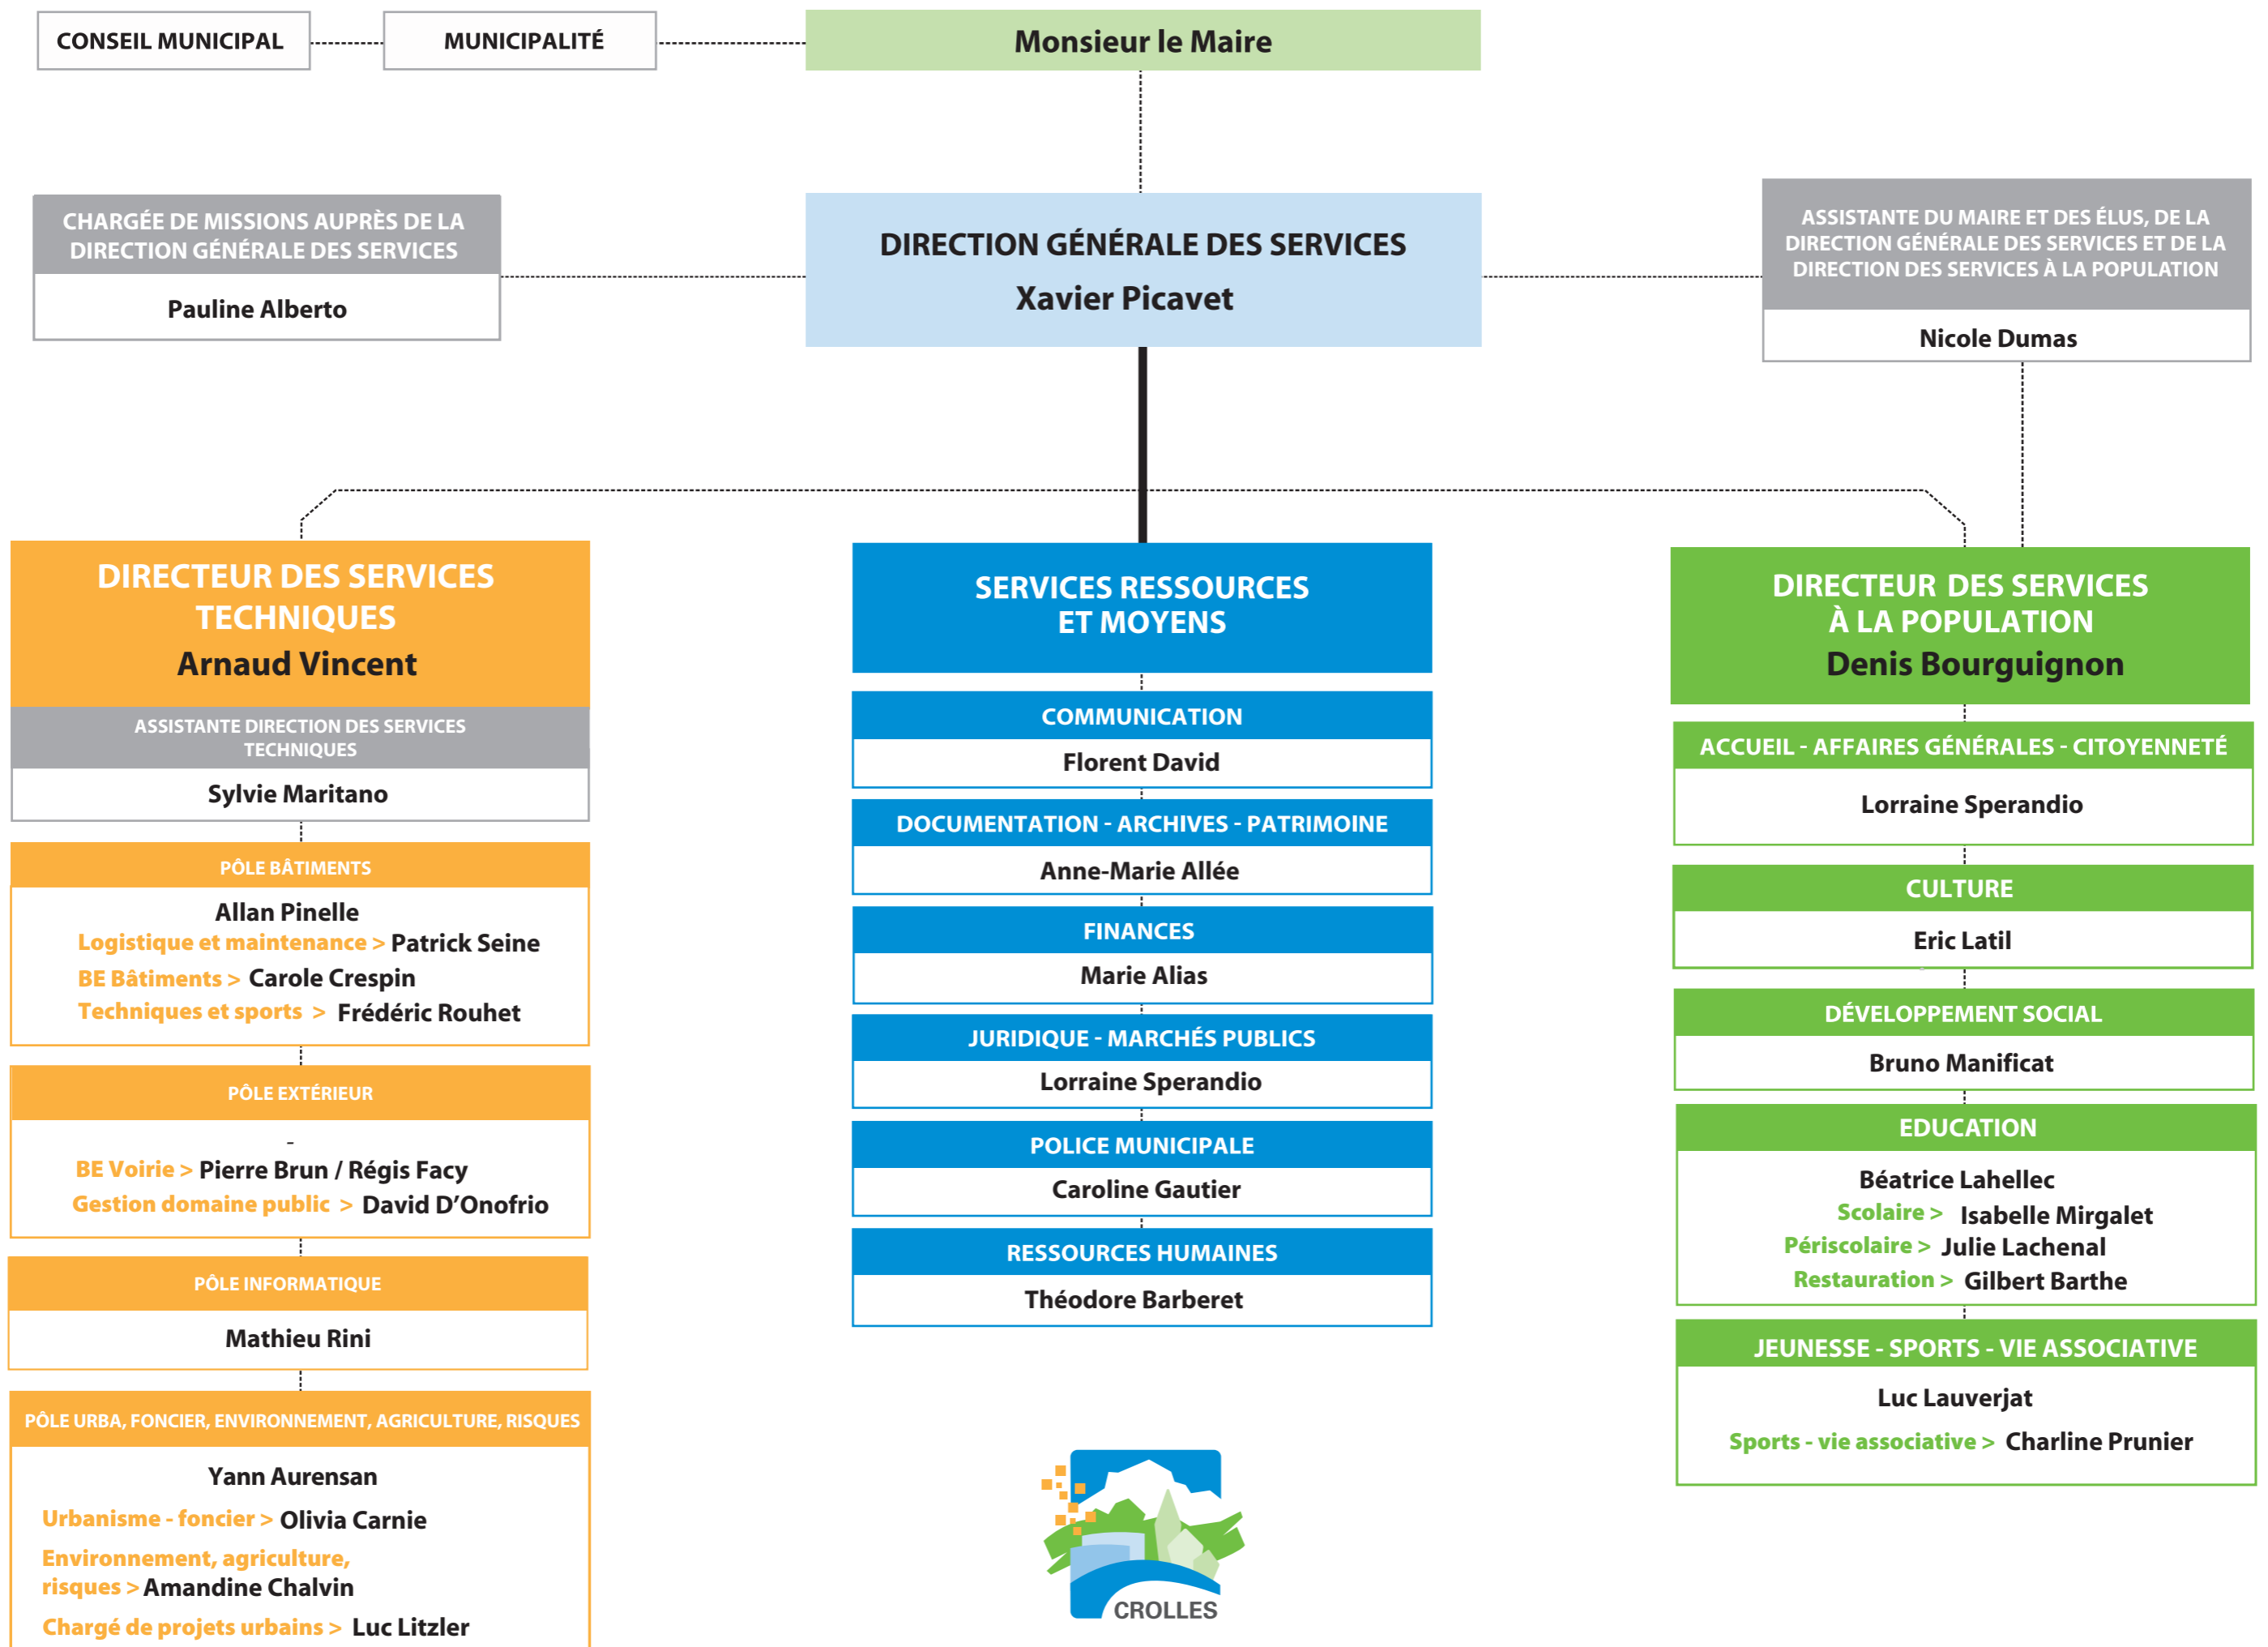 CONSEIL MUNICIPAL
MUNICIPALITÉ
Monsieur le Maire
CHARGÉE DE MISSIONS AUPRÈS DE LA
DIRECTION GÉNÉRALE DES SERVICES
Pauline Alberto
DIRECTION GÉNÉRALE DES SERVICES
Xavier Picavet
ASSISTANTE DU MAIRE ET DES ÉLUS, DE LA
DIRECTION GÉNÉRALE DES SERVICES ET DE LA
DIRECTION DES SERVICES À LA POPULATION
Nicole Dumas
DIRECTEUR DES SERVICES
TECHNIQUES
Arnaud Vincent
ASSISTANTE DIRECTION DES SERVICES
TECHNIQUES
Sylvie Maritano
PÔLE BÂTIMENTS
Allan Pinelle
Logistique et maintenance > Patrick Seine
BE Bâtiments > Carole Crespin
Techniques et sports > Frédéric Rouhet
PÔLE EXTÉRIEUR
-
BE Voirie > Pierre Brun / Régis Facy
Gestion domaine public > David D'Onofrio
PÔLE INFORMATIQUE
Mathieu Rini
PÔLE URBA, FONCIER, ENVIRONNEMENT, AGRICULTURE, RISQUES
Yann Aurensan
Urbanisme - foncier > Olivia Carnie
Environnement, agriculture,
risques > Amandine Chalvin
Chargé de projets urbains > Luc Litzler
SERVICES RESSOURCES
ET MOYENS
COMMUNICATION
Florent David
DOCUMENTATION - ARCHIVES - PATRIMOINE
Anne-Marie Allée
FINANCES
Marie Alias
JURIDIQUE - MARCHÉS PUBLICS
Lorraine Sperandio
POLICE MUNICIPALE
Caroline Gautier
RESSOURCES HUMAINES
Théodore Barberet
CROLLES
DIRECTEUR DES SERVICES
À LA POPULATION
Denis Bourguignon
ACCUEIL - AFFAIRES GÉNÉRALES - CITOYENNETÉ
Lorraine Sperandio
CULTURE
Eric Latil
DÉVELOPPEMENT SOCIAL
Bruno Manificat
EDUCATION
Béatrice Lahellec
Scolaire > Isabelle Mirgalet
Périscolaire > Julie Lachenal
Restauration > Gilbert Barthe
JEUNESSE - SPORTS - VIE ASSOCIATIVE
Luc Lauverjat
Sports - vie associative > Charline Prunier